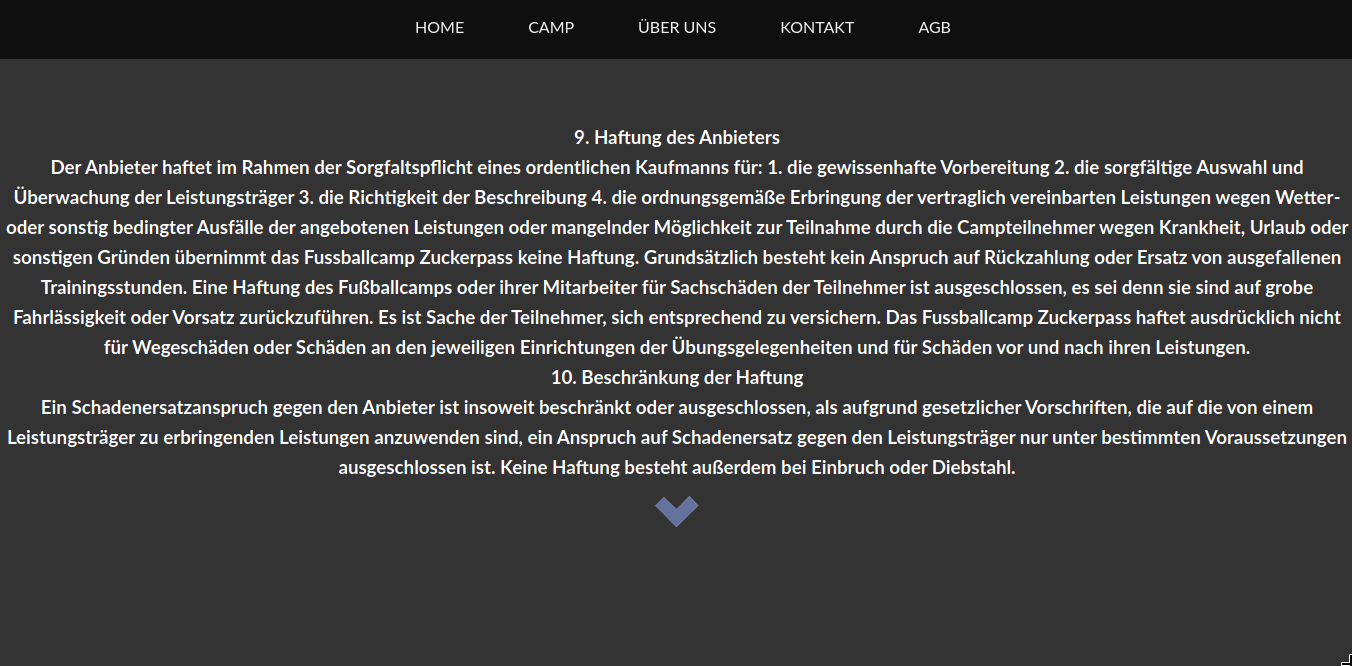 HOME CAMP ÜBER UNS KONTAKT AGB
9. Haftung des Anbieters
Der Anbieter haftet im Rahmen der Sorgfaltspflicht eines ordentlichen Kaufmanns für: 1. die gewissenhafte Vorbereitung 2. die sorgfältige Auswahl und
Überwachung der Leistungsträger 3. die Richtigkeit der Beschreibung 4. die ordnungsgemäße Erbringung der vertraglich vereinbarten Leistungen wegen Wetter-
oder sonstig bedingter Ausfälle der angebotenen Leistungen oder mangelnder Möglichkeit zur Teilnahme durch die Campteilnehmer wegen Krankheit, Urlaub oder
sonstigen Gründen übernimmt das Fussballcamp Zuckerpass keine Haftung. Grundsätzlich besteht kein Anspruch auf Rückzahlung oder Ersatz von ausgefallenen
Trainingsstunden. Eine Haftung des Fußballcamps oder ihrer Mitarbeiter für Sachschäden der Teilnehmer ist ausgeschlossen, es sei denn sie sind auf grobe
Fahrlässigkeit oder Vorsatz zurückzuführen. Es ist Sache der Teilnehmer, sich entsprechend zu versichern. Das Fussballcamp Zuckerpass haftet ausdrücklich nicht
für Wegeschäden oder Schäden an den jeweiligen Einrichtungen der Übungsgelegenheiten und für Schäden vor und nach ihren Leistungen.
10. Beschränkung der Haftung
Ein Schadenersatzanspruch gegen den Anbieter ist insoweit beschränkt oder ausgeschlossen, als aufgrund gesetzlicher Vorschriften, die auf die von einem
Leistungsträger zu erbringenden Leistungen anzuwenden sind, ein Anspruch auf Schadenersatz gegen den Leistungsträger nur unter bestimmten Voraussetzungen
ausgeschlossen ist. Keine Haftung besteht außerdem bei Einbruch oder Diebstahl.